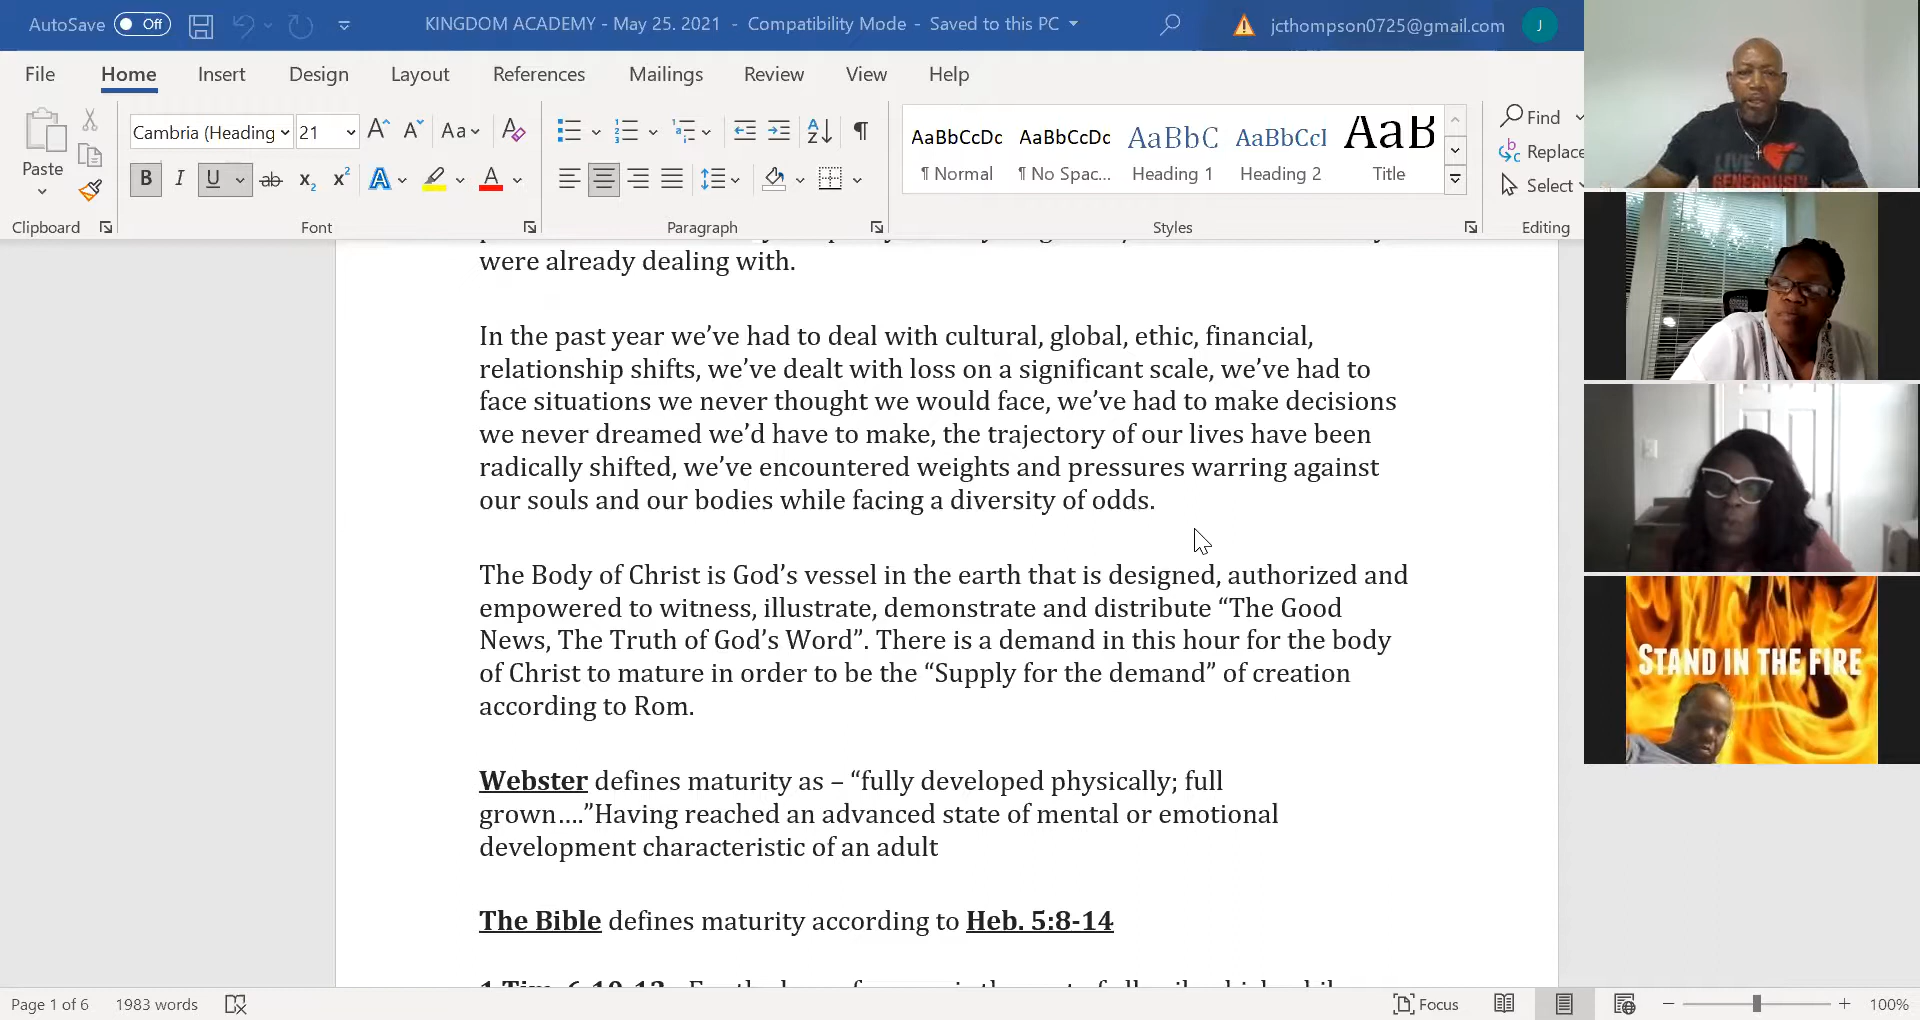 AutoSave Off KINGDOM ACADEMY - May 25. 2021 - Compatibility Mode - Saved to this PC jcthompson0725@gmail.com J
File Home Insert Design Layout References Mailings Review View Help
Paste
Cambria (Heading 21 Aa
B I U ab x2 x2 A A
AaBbCcDc AaBbCcDc AaBbC AaBbCcI AaB
¶ Normal ¶ No Spac... Heading 1 Heading 2 Title
Find
Replace
Select
Clipboard Font Paragraph Styles Editing
were already dealing with.
In the past year we’ve had to deal with cultural, global, ethic, financial,
relationship shifts, we’ve dealt with loss on a significant scale, we’ve had to
face situations we never thought we would face, we’ve had to make decisions
we never dreamed we’d have to make, the trajectory of our lives have been
radically shifted, we’ve encountered weights and pressures warring against
our souls and our bodies while facing a diversity of odds.
The Body of Christ is God’s vessel in the earth that is designed, authorized and
empowered to witness, illustrate, demonstrate and distribute “The Good
News, The Truth of God’s Word”. There is a demand in this hour for the body
of Christ to mature in order to be the “Supply for the demand” of creation
according to Rom.
Webster defines maturity as – “fully developed physically; full
grown….”Having reached an advanced state of mental or emotional
development characteristic of an adult
The Bible defines maturity according to Heb. 5:8-14
Page 1 of 6 1983 words Focus 100%
LIVE
GENEROUSLY
STAND IN THE FIRE